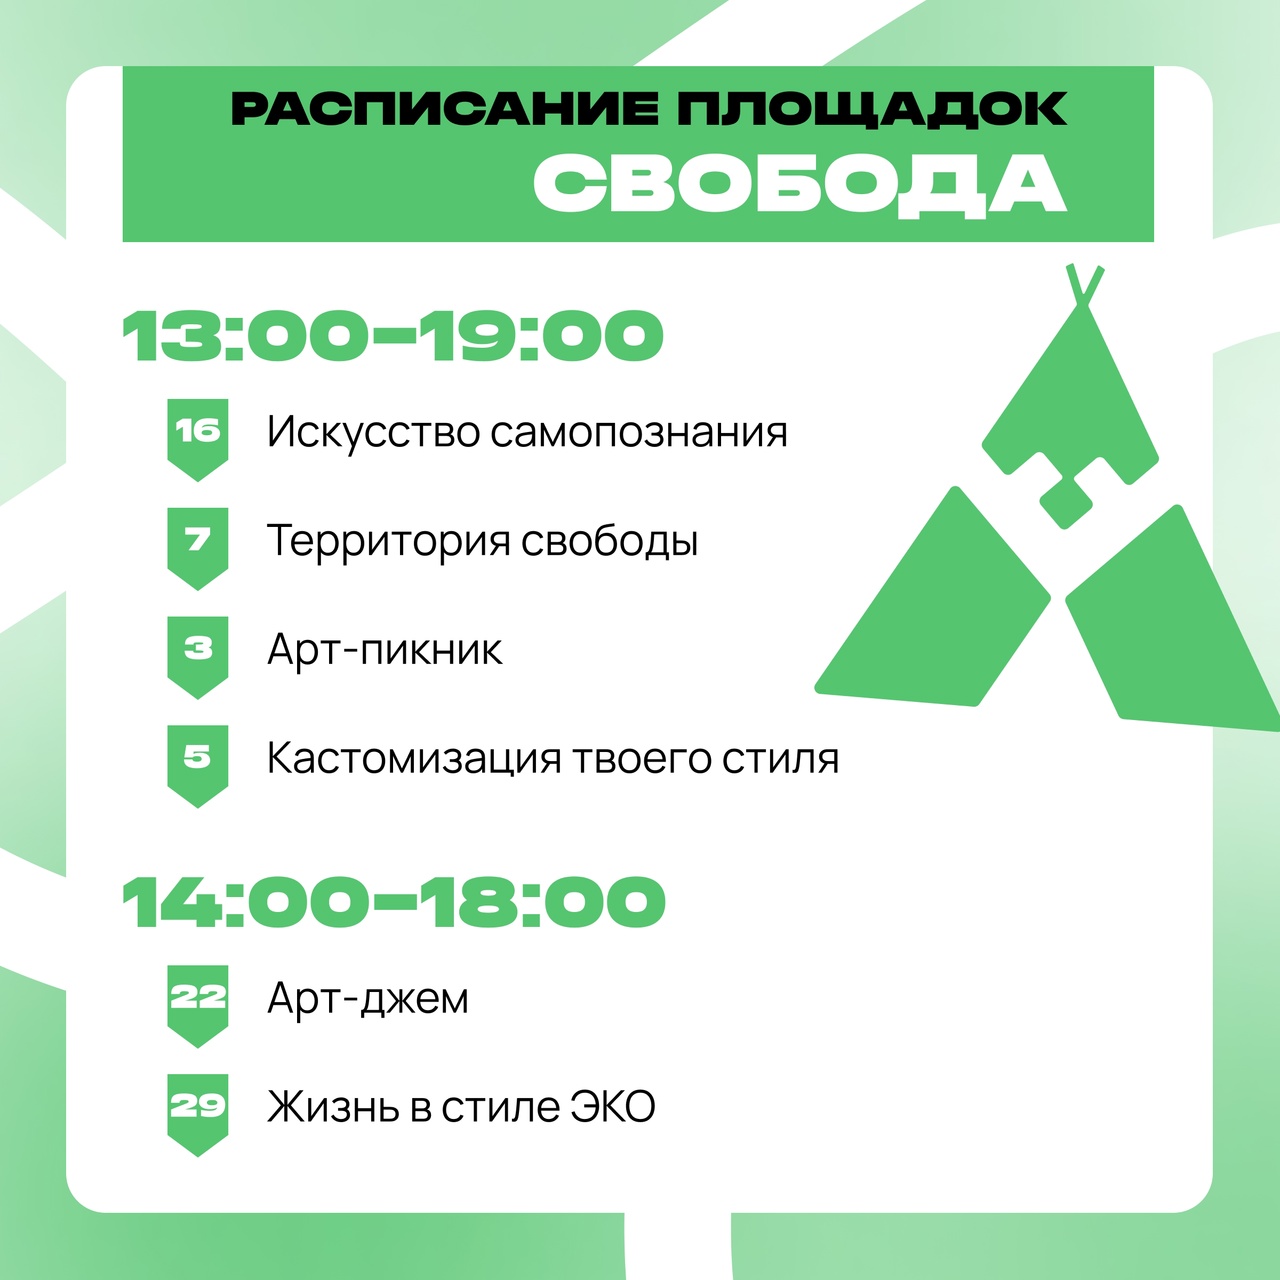 РАСПИСАНИЕ ПЛОЩАДОК
СВОБОДА
13:00–19:00
16 Искусство самопознания
7 Территория свободы
3 Арт-пикник
5 Кастомизация твоего стиля
14:00–18:00
22 Арт-джем
29 Жизнь в стиле ЭКО